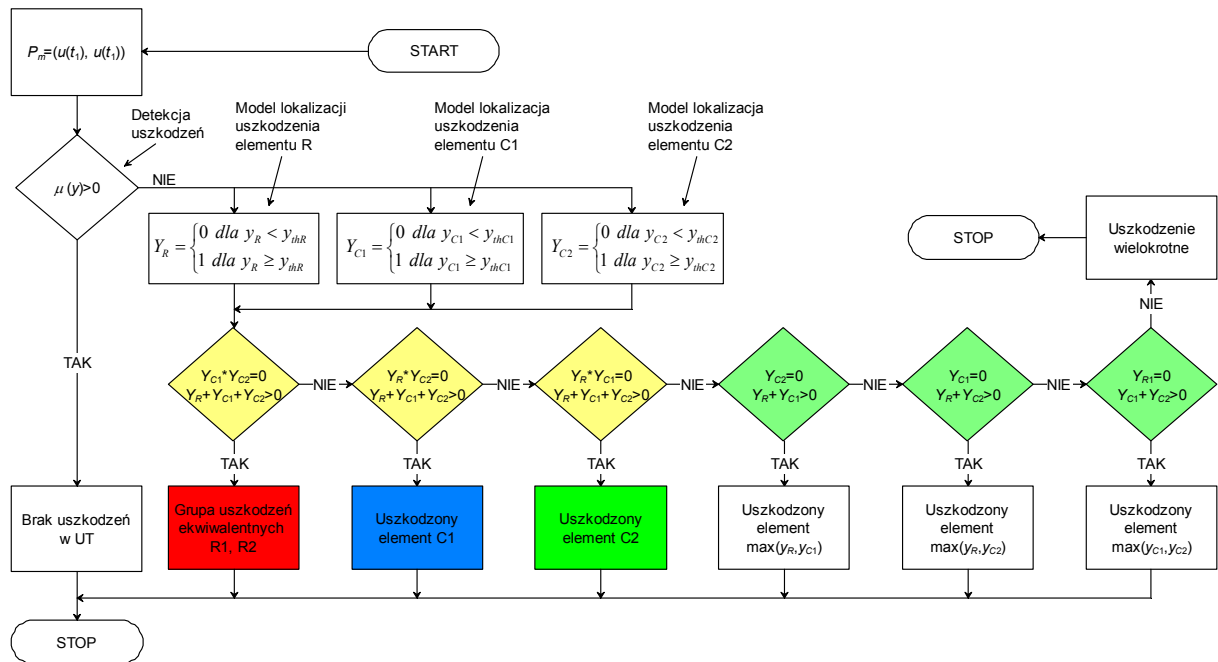 P_m=(u(t_1), u(t_1))
START
Detekcja
uszkodzeń
Model lokalizacji
uszkodzenia
elementu R
Model lokalizacja
uszkodzenia
elementu C1
Model lokalizacja
uszkodzenia
elementu C2
μ (y)>0
NIE
Y_R = {0 dla y_R < y_thR
1 dla y_R ≥ y_thR
Y_C1 = {0 dla y_C1 < y_thC1
1 dla y_C1 ≥ y_thC1
Y_C2 = {0 dla y_C2 < y_thC2
1 dla y_C2 ≥ y_thC2
STOP
Uszkodzenie
wielokrotne
NIE
TAK
Y_C1*Y_C2=0
Y_R+Y_C1+Y_C2>0
NIE
Y_R*Y_C2=0
Y_R+Y_C1+Y_C2>0
NIE
Y_R*Y_C1=0
Y_R+Y_C1+Y_C2>0
NIE
Y_C2=0
Y_R+Y_C1>0
NIE
Y_C1=0
Y_R+Y_C2>0
NIE
Y_R1=0
Y_C1+Y_C2>0
TAK
TAK
TAK
TAK
TAK
TAK
Brak uszkodzeń
w UT
Grupa uszkodzeń
ekwiwalentnych
R1, R2
Uszkodzony
element C1
Uszkodzony
element C2
Uszkodzony
element
max(y_R,y_C1)
Uszkodzony
element
max(y_R,y_C2)
Uszkodzony
element
max(y_C1,y_C2)
STOP